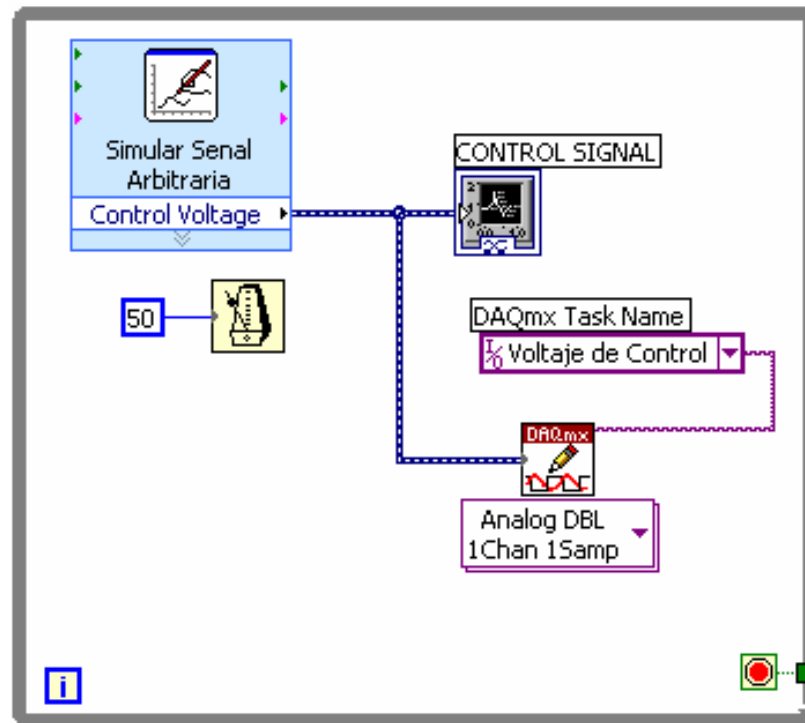 Simular Senal
Arbitraria
Control Voltage
CONTROL SIGNAL
50
DAQmx Task Name
I/O Voltaje de Control
DAQmx
Analog DBL
1Chan 1Samp
i